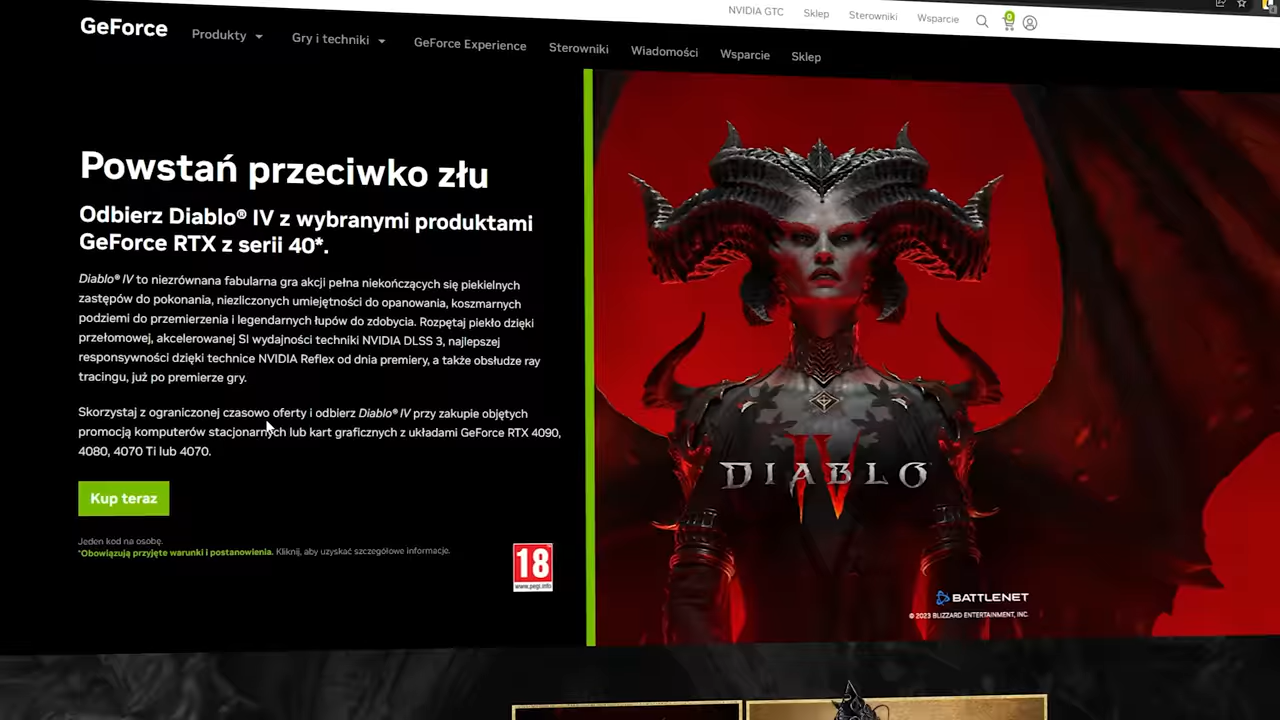 NVIDIA GTC Sklep Sterowniki Wsparcie 0
GeForce Produkty Gry i techniki GeForce Experience Sterowniki Wiadomości Wsparcie Sklep
Powstań przeciwko złu
Odbierz Diablo® IV z wybranymi produktami
GeForce RTX z serii 40*.
Diablo® IV to niezrównana fabularna gra akcji pełna niekończących się piekielnych
zastępów do pokonania, niezliczonych umiejętności do opanowania, koszmarnych
podziemi do przemierzenia i legendarnych łupów do zdobycia. Rozpętaj piekło dzięki
przełomowej, akcelerowanej SI wydajności techniki NVIDIA DLSS 3, najlepszej
responsywności dzięki technice NVIDIA Reflex od dnia premiery, a także obsłudze ray
tracingu, już po premierze gry.
Skorzystaj z ograniczonej czasowo oferty i odbierz Diablo® IV przy zakupie objętych
promocją komputerów stacjonarnych lub kart graficznych z układami GeForce RTX 4090,
4080, 4070 Ti lub 4070.
Kup teraz
Jeden kod na osobę.
*Obowiązują przyjęte warunki i postanowienia. Kliknij, aby uzyskać szczegółowe informacje.
18
www.pegi.info
DIABLO
IV
BATTLENET
© 2023 BLIZZARD ENTERTAINMENT, INC.